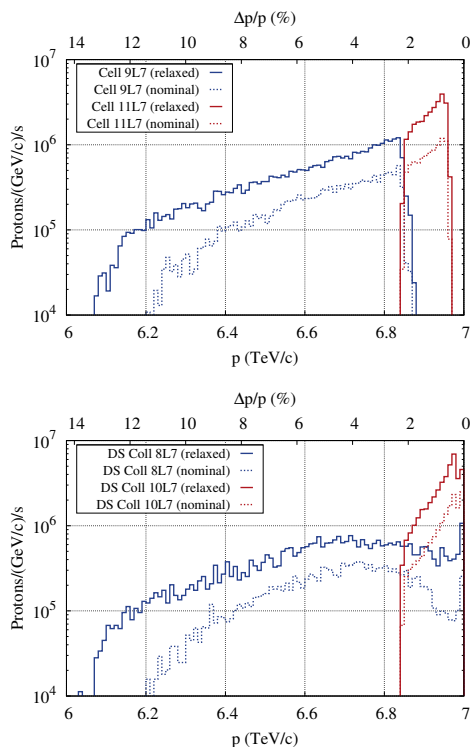 Δp/p (%)
14 12 10 8 6 4 2 0
10^7
10^6
10^5
10^4
Protons/(GeV/c)/s
Cell 9L7 (relaxed)
Cell 9L7 (nominal)
Cell 11L7 (relaxed)
Cell 11L7 (nominal)
6 6.2 6.4 6.6 6.8 7
p (TeV/c)
Δp/p (%)
14 12 10 8 6 4 2 0
10^7
10^6
10^5
10^4
Protons/(GeV/c)/s
DS Coll 8L7 (relaxed)
DS Coll 8L7 (nominal)
DS Coll 10L7 (relaxed)
DS Coll 10L7 (nominal)
6 6.2 6.4 6.6 6.8 7
p (TeV/c)